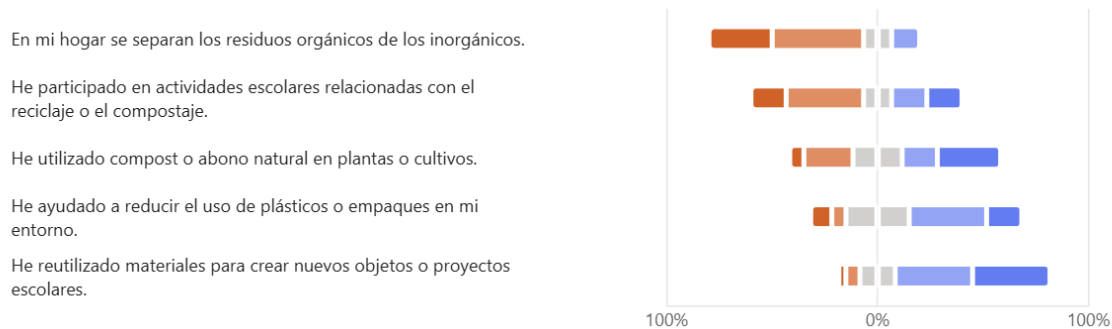 En mi hogar se separan los residuos orgánicos de los inorgánicos.
He participado en actividades escolares relacionadas con el
reciclaje o el compostaje.
He utilizado compost o abono natural en plantas o cultivos.
He ayudado a reducir el uso de plásticos o empaques en mi
entorno.
He reutilizado materiales para crear nuevos objetos o proyectos
escolares.
100% 0% 100%